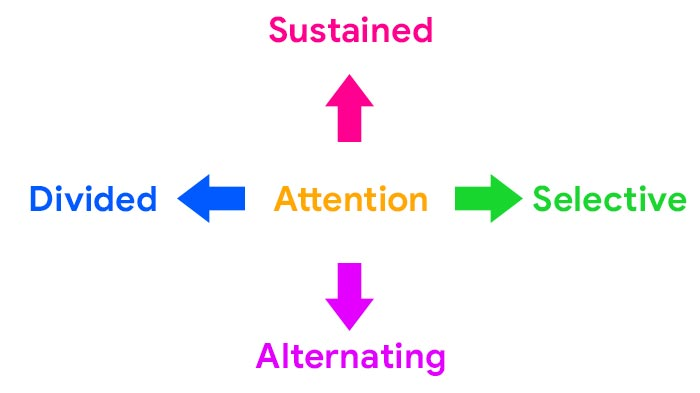 Sustained
Divided Attention Selective
Alternating